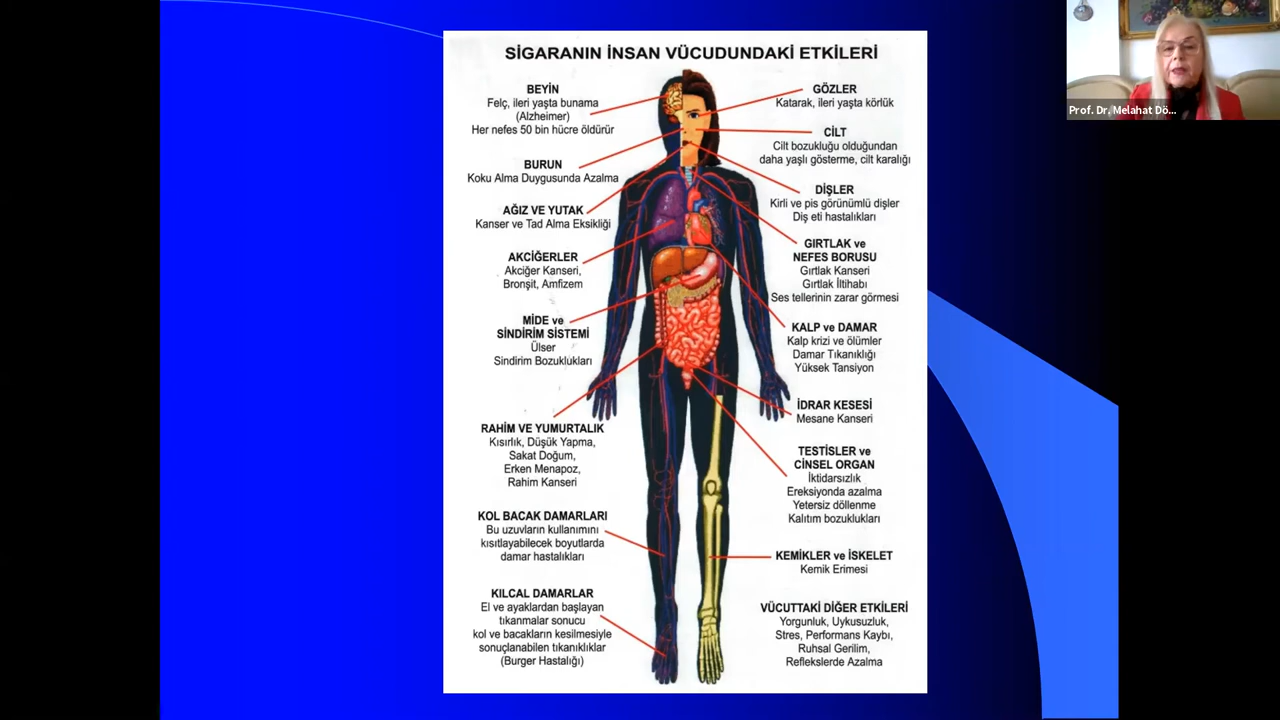 SİGARANIN İNSAN VÜCUDUNDAKİ ETKİLERİ
BEYİN
Felç, ileri yaşta bunama
(Alzheimer)
Her nefes 50 bin hücre öldürür
BURUN
Koku Alma Duygusunda Azalma
AĞIZ VE YUTAK
Kanser ve Tad Alma Eksikliği
AKCİĞERLER
Akciğer Kanseri,
Bronşit, Amfizem
MİDE ve
SİNDİRİM SİSTEMİ
Ülser
Sindirim Bozuklukları
RAHİM VE YUMURTALIK
Kısırlık, Düşük Yapma,
Sakat Doğum,
Erken Menapoz,
Rahim Kanseri
KOL BACAK DAMARLARI
Bu uzuvların kullanımını
kısıtlayabilecek boyutlarda
damar hastalıkları
KILCAL DAMARLAR
El ve ayaklardan başlayan
tıkanmalar sonucu
kol ve bacakların kesilmesiyle
sonuçlanabilen tıkanıklıklar
(Burger Hastalığı)
GÖZLER
Katarak, ileri yaşta körlük
CİLT
Cilt bozukluğu olduğundan
daha yaşlı gösterme, cilt karalığı
DİŞLER
Kirli ve pis görünümlü dişler
Diş eti hastalıkları
GIRTLAK ve
NEFES BORUSU
Gırtlak Kanseri
Gırtlak İltihabı
Ses tellerinin zarar görmesi
KALP ve DAMAR
Kalp krizi ve ölümler
Damar Tıkanıklığı
Yüksek Tansiyon
İDRAR KESESİ
Mesane Kanseri
TESTİSLER ve
CİNSEL ORGAN
İktidarsızlık
Ereksiyonda azalma
Yetersiz döllenme
Kalıtım bozuklukları
KEMİKLER ve İSKELET
Kemik Erimesi
VÜCUTTAKİ DİĞER ETKİLERİ
Yorgunluk, Uykusuzluk,
Stres, Performans Kaybı,
Ruhsal Gerilim,
Reflekslerde Azalma
Prof. Dr, Melahat Dö...